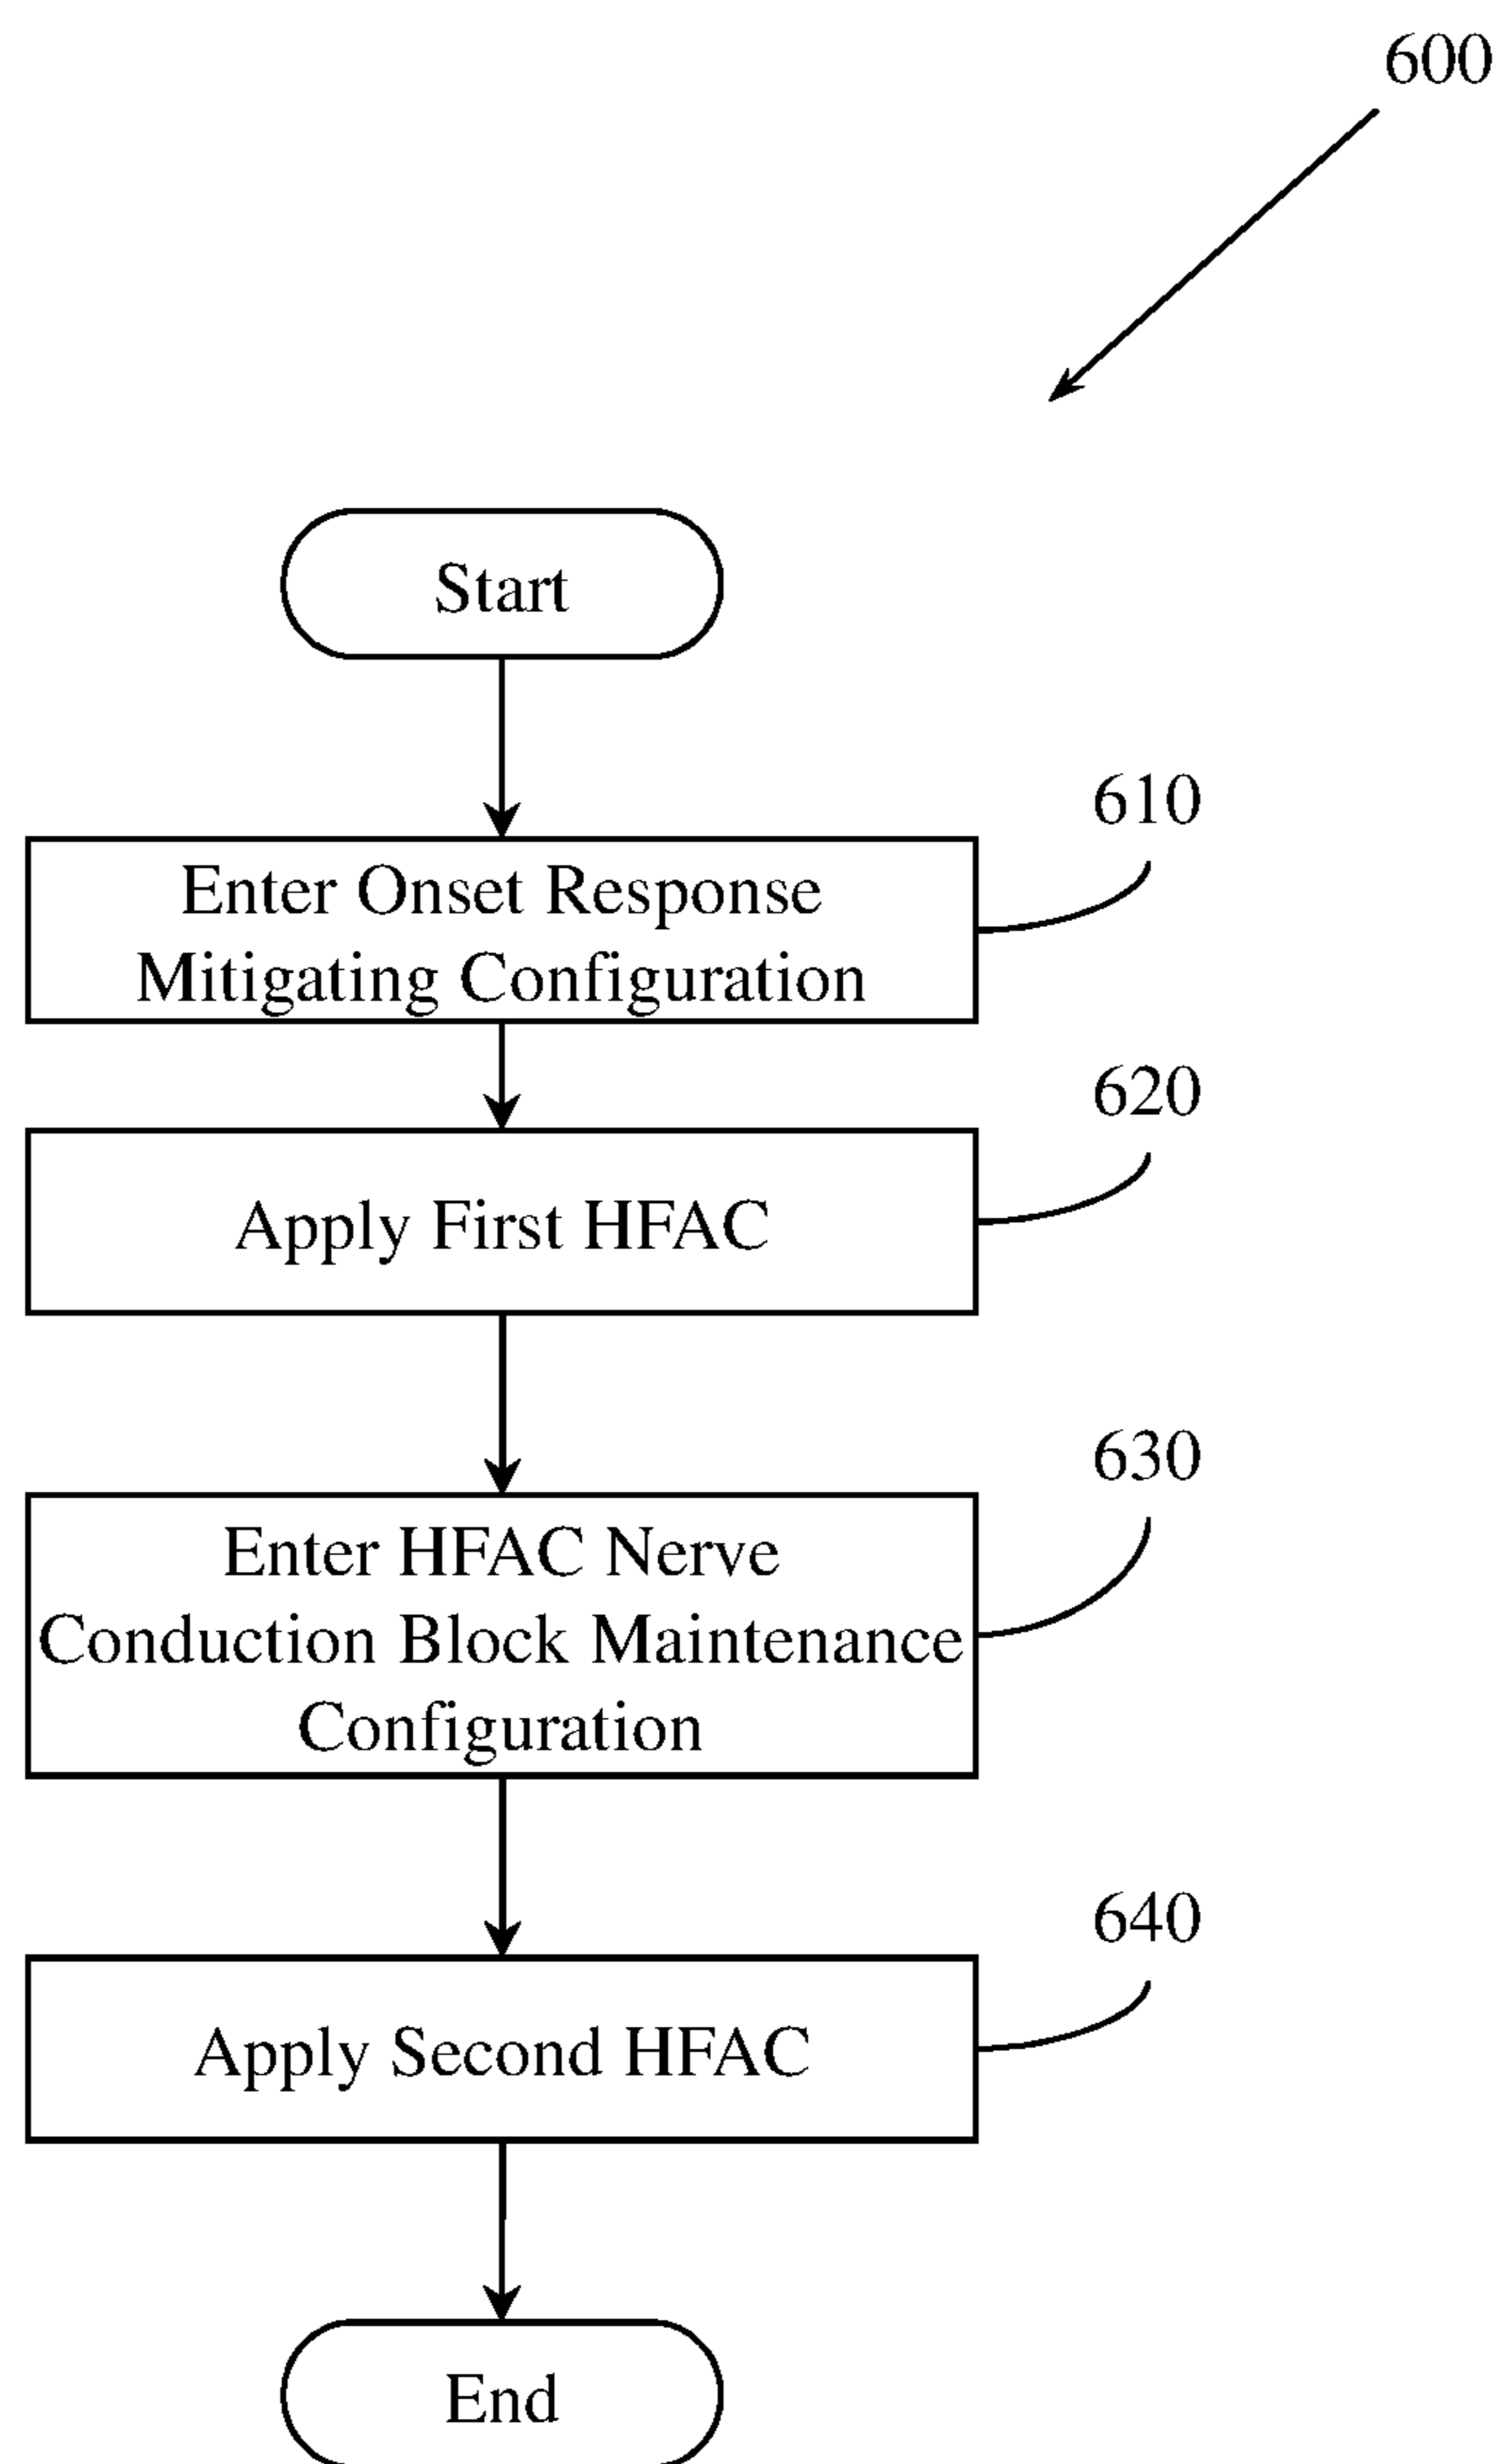 600
Start
610
Enter Onset Response
Mitigating Configuration
620
Apply First HFAC
630
Enter HFAC Nerve
Conduction Block Maintenance
Configuration
640
Apply Second HFAC
End